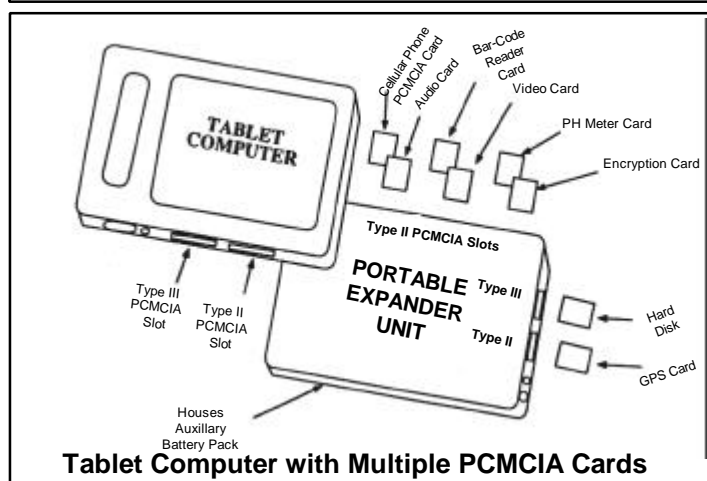 Cellular Phone
PCMCIA Card
Audio Card
Bar-Code
Reader
Card
Video Card
PH Meter Card
Encryption Card
TABLET
COMPUTER
Type II PCMCIA Slots
PORTABLE
EXPANDER
UNIT
Type III
Type II
Type III
PCMCIA
Slot
Type II
PCMCIA
Slot
Hard
Disk
GPS Card
Houses
Auxillary
Battery Pack
Tablet Computer with Multiple PCMCIA Cards